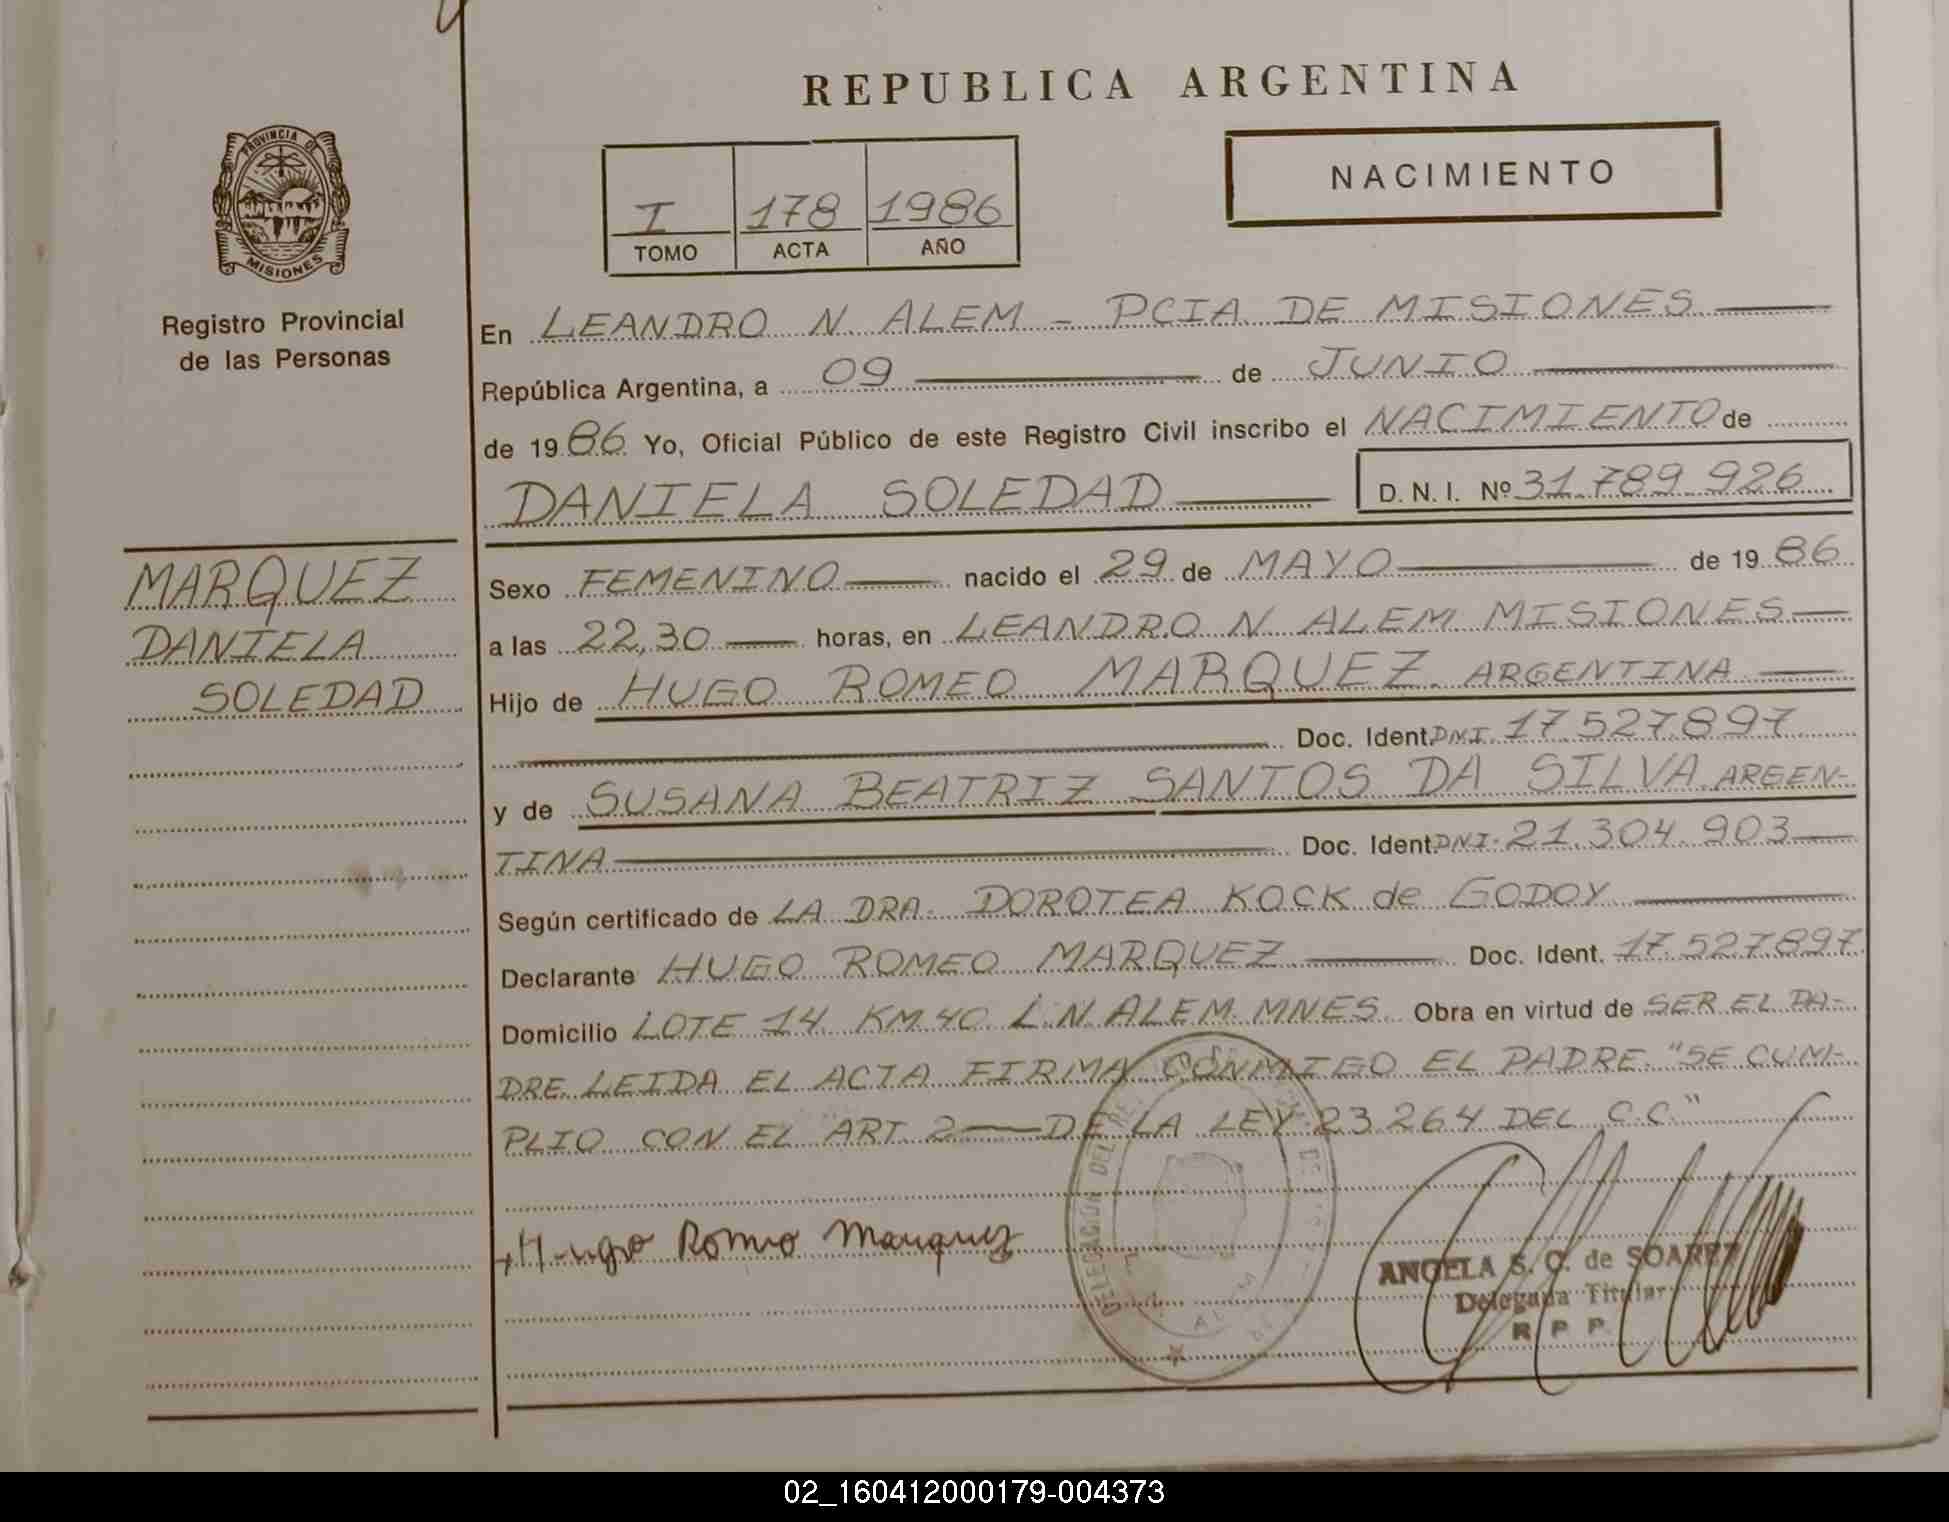 REPUBLICA ARGENTINA
PROVINCIA DE
MISIONES
Registro Provincial
de las Personas
I 178 1986
TOMO ACTA AÑO
NACIMIENTO
En LEANDRO N. ALEM - PCIA. DE MISIONES
República Argentina, a 09 de JUNIO
de 1986 Yo, Oficial Público de este Registro Civil inscribo el NACIMIENTO de
DANIELA SOLEDAD D. N. I. Nº 31.789.926
MARQUEZ
DANIELA
SOLEDAD
Sexo FEMENINO nacido el 29 de MAYO de 1986
a las 22,30 horas, en LEANDRO N. ALEM MISIONES
Hijo de HUGO ROMEO MARQUEZ. ARGENTINA
Doc. Ident. DNI. 17.527.897
y de SUSANA BEATRIZ SANTOS DA SILVA. ARGEN-
TINA Doc. Ident. DNI. 21.304.903
Según certificado de LA DRA. DOROTEA KOCK de GODOY
Declarante HUGO ROMEO MARQUEZ Doc. Ident. 17.527.897
Domicilio LOTE 14 KM 40. L.N. ALEM. MNES. Obra en virtud de SER EL PA-
DRE. LEIDA EL ACTA FIRMA CONMIGO EL PADRE. "SE CUM-
PLIO CON EL ART. 2 DE LA LEY 23.264 DEL C.C."
Hugo Romeo Marquez
DELEGACIÓN DEL
ALEM
ANGELA S. C. de SOAREZ
Delegada Titular
R. P. P.
02_160412000179-004373